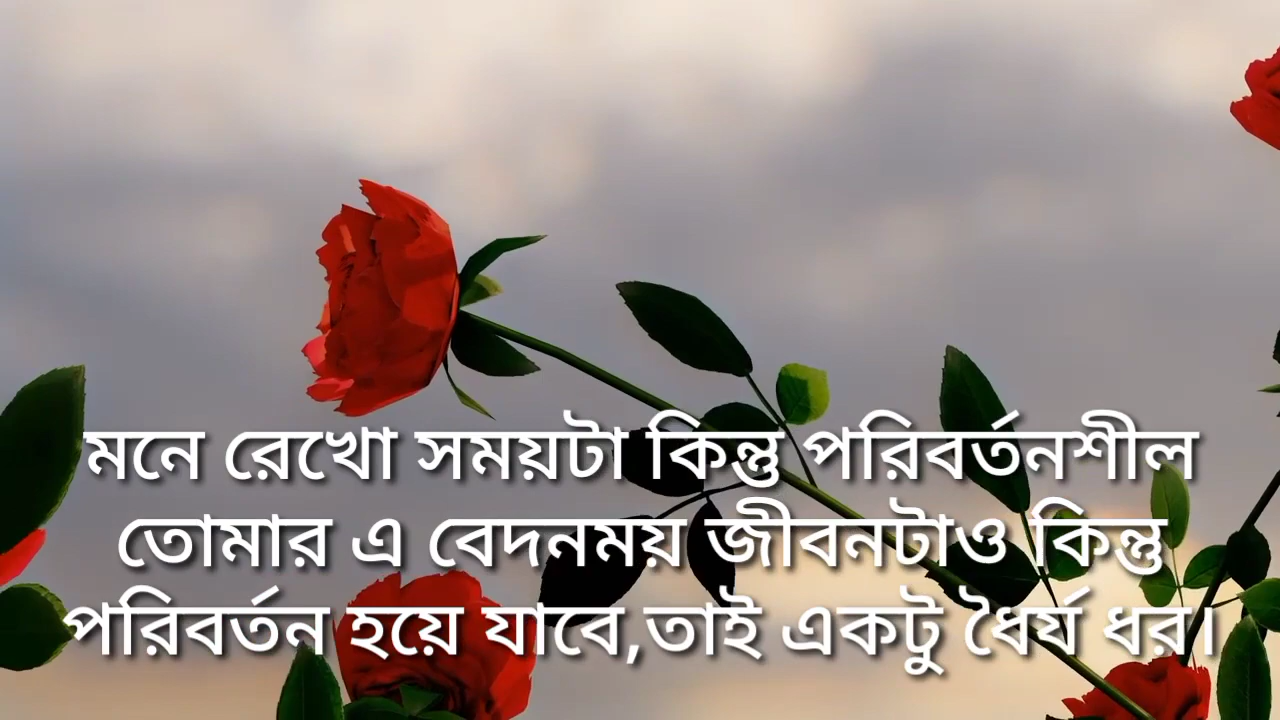 মনে রেখো সময়টা কিন্তু পরিবর্তনশীল
তোমার এ বেদনময় জীবনটাও কিন্তু
পরিবর্তন হয়ে যাবে,তাই একটু ধৈর্য ধর।